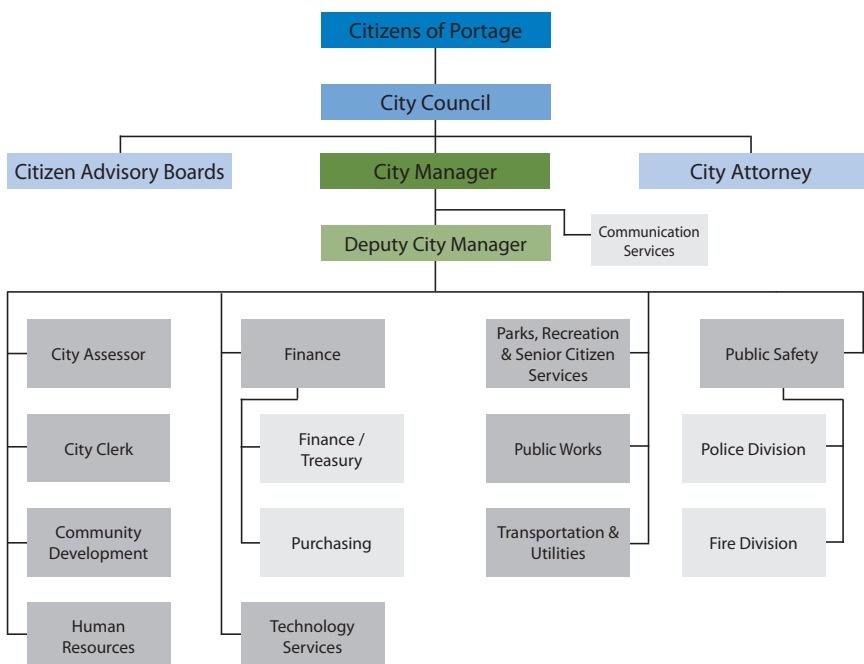 Citizens of Portage
City Council
Citizen Advisory Boards
City Manager
City Attorney
Communication
Services
Deputy City Manager
City Assessor
Finance
Parks, Recreation
& Senior Citizen
Services
Public Safety
City Clerk
Finance /
Treasury
Public Works
Police Division
Community
Development
Purchasing
Transportation &
Utilities
Fire Division
Human
Resources
Technology
Services